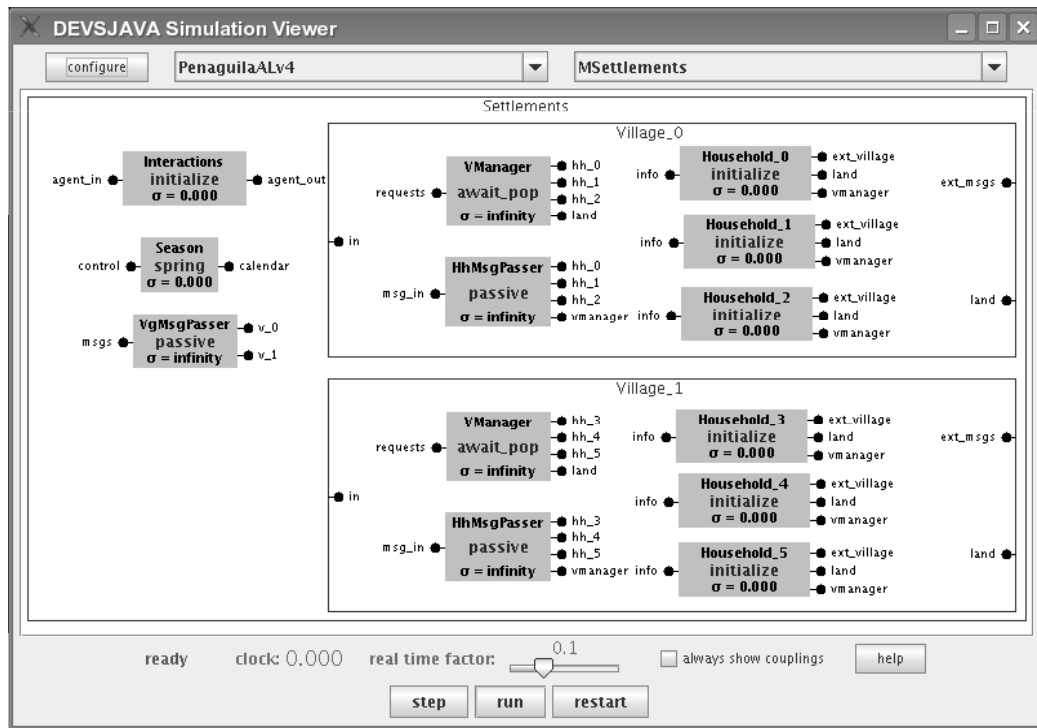 DEVSJAVA Simulation Viewer
configure
PenaguilaALv4
MSettlements
Settlements
Interactions
initialize
σ = 0.000
agent_in
agent_out
Season
spring
σ = 0.000
control
calendar
VgMsgPasser
passive
σ = infinity
msgs
v_0
v_1
Village_0
in
VManager
await_pop
σ = infinity
requests
hh_0
hh_1
hh_2
land
HhMsgPasser
passive
σ = infinity
msg_in
hh_0
hh_1
hh_2
vmanager
Household_0
initialize
σ = 0.000
info
ext_village
land
vmanager
Household_1
initialize
σ = 0.000
info
ext_village
land
vmanager
Household_2
initialize
σ = 0.000
info
ext_village
land
vmanager
ext_msgs
land
Village_1
in
VManager
await_pop
σ = infinity
requests
hh_3
hh_4
hh_5
land
HhMsgPasser
passive
σ = infinity
msg_in
hh_3
hh_4
hh_5
vmanager
Household_3
initialize
σ = 0.000
info
ext_village
land
vmanager
Household_4
initialize
σ = 0.000
info
ext_village
land
vmanager
Household_5
initialize
σ = 0.000
info
ext_village
land
vmanager
ext_msgs
land
ready
clock: 0.000
real time factor:
0.1
always show couplings
help
step
run
restart